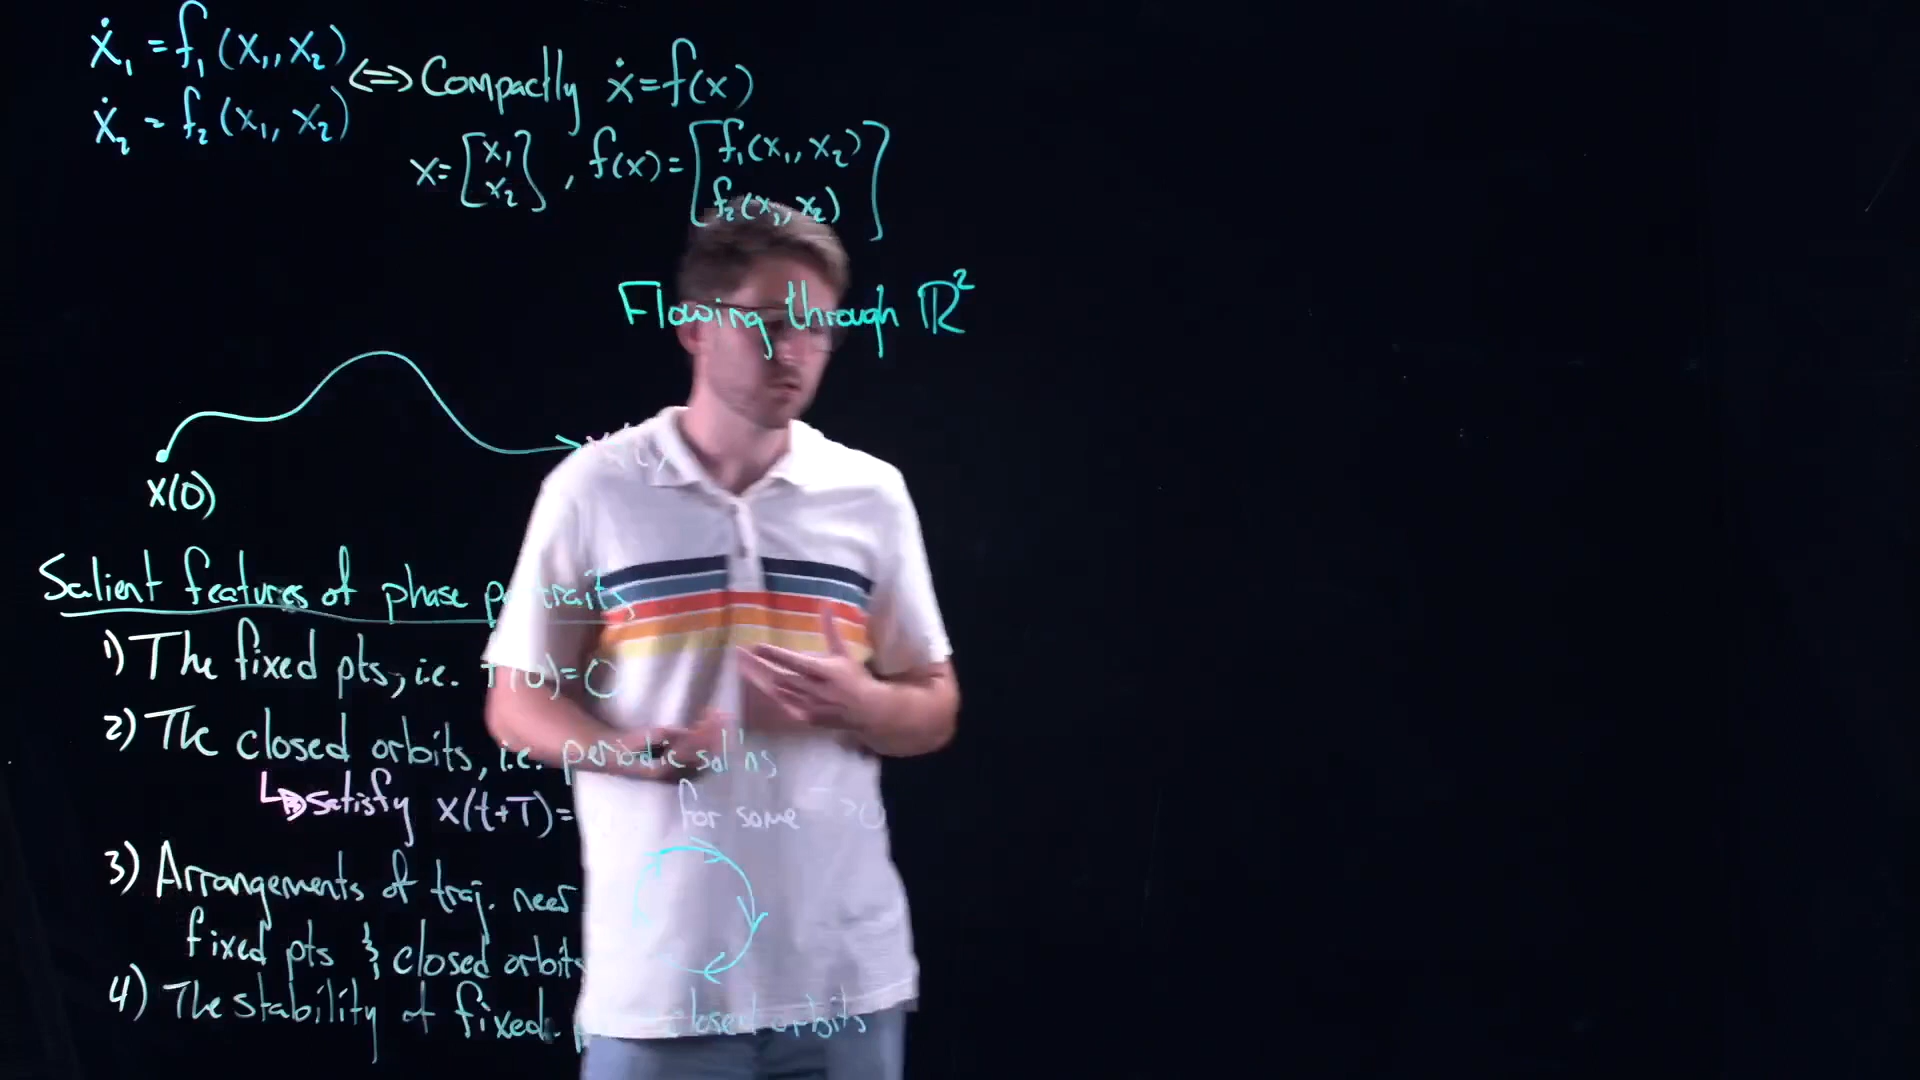 ẋ₁ = f₁(x₁, x₂)
ẋ₂ = f₂(x₁, x₂)
⟺ Compactly ẋ=f(x)
x=[x₁ x₂], f(x)=[f₁(x₁, x₂)
f₂(x₁, x₂)]
Flowing through ℝ²
x(0)
Salient features of phase portraits
1) The fixed pts, i.e. =0
2) The closed orbits, i.e. periodic sol'ns
↳ satisfy x(t+T)= for some >0
3) Arrangements of traj. near
fixed pts & closed orbits
4) The stability of fixed closed orbits